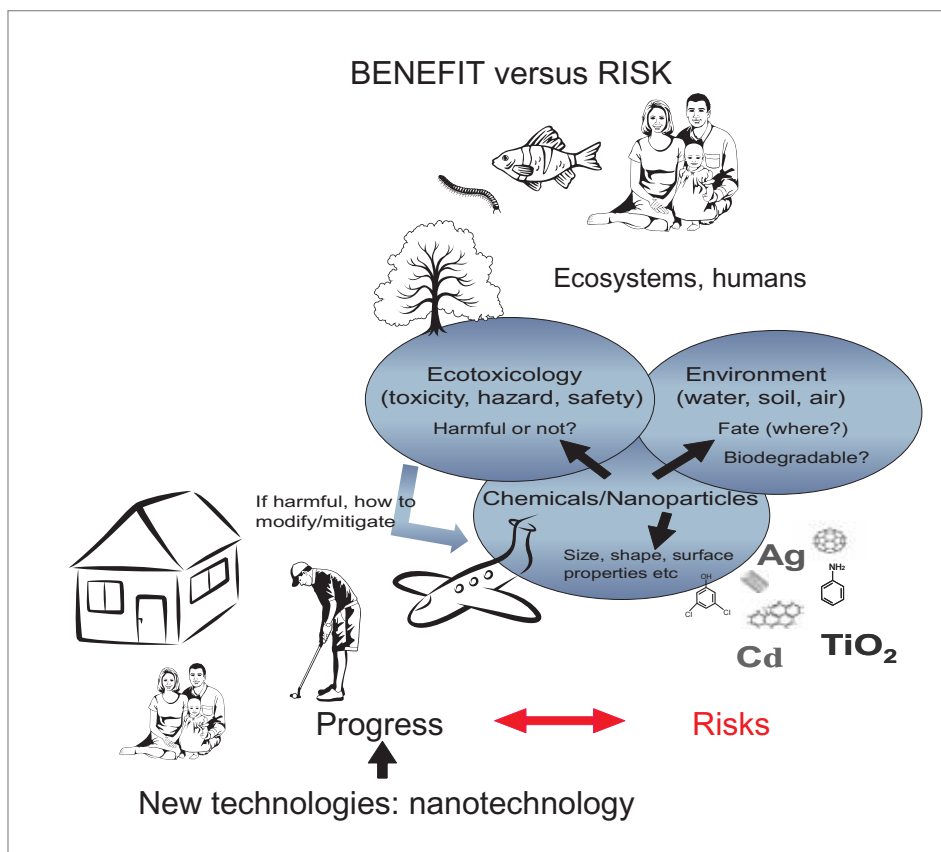 BENEFIT versus RISK
Ecosystems, humans
Ecotoxicology
(toxicity, hazard, safety)
Harmful or not?
Environment
(water, soil, air)
Fate (where?)
Biodegradable?
If harmful, how to
modify/mitigate
Chemicals/Nanoparticles
Size, shape, surface
properties etc
Ag
NH₂
OH
Cl
Cl
Cd
TiO₂
Progress
Risks
New technologies: nanotechnology